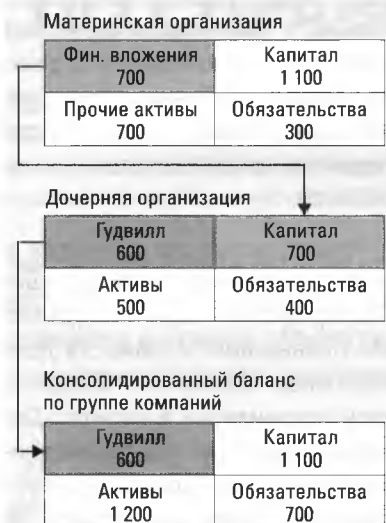 Материнская организация
Фин. вложения Капитал
700 1 100
Прочие активы Обязательства
700 300
Дочерняя организация
Гудвилл Капитал
600 700
Активы Обязательства
500 400
Консолидированный баланс
по группе компаний
Гудвилл Капитал
600 1 100
Активы Обязательства
1 200 700